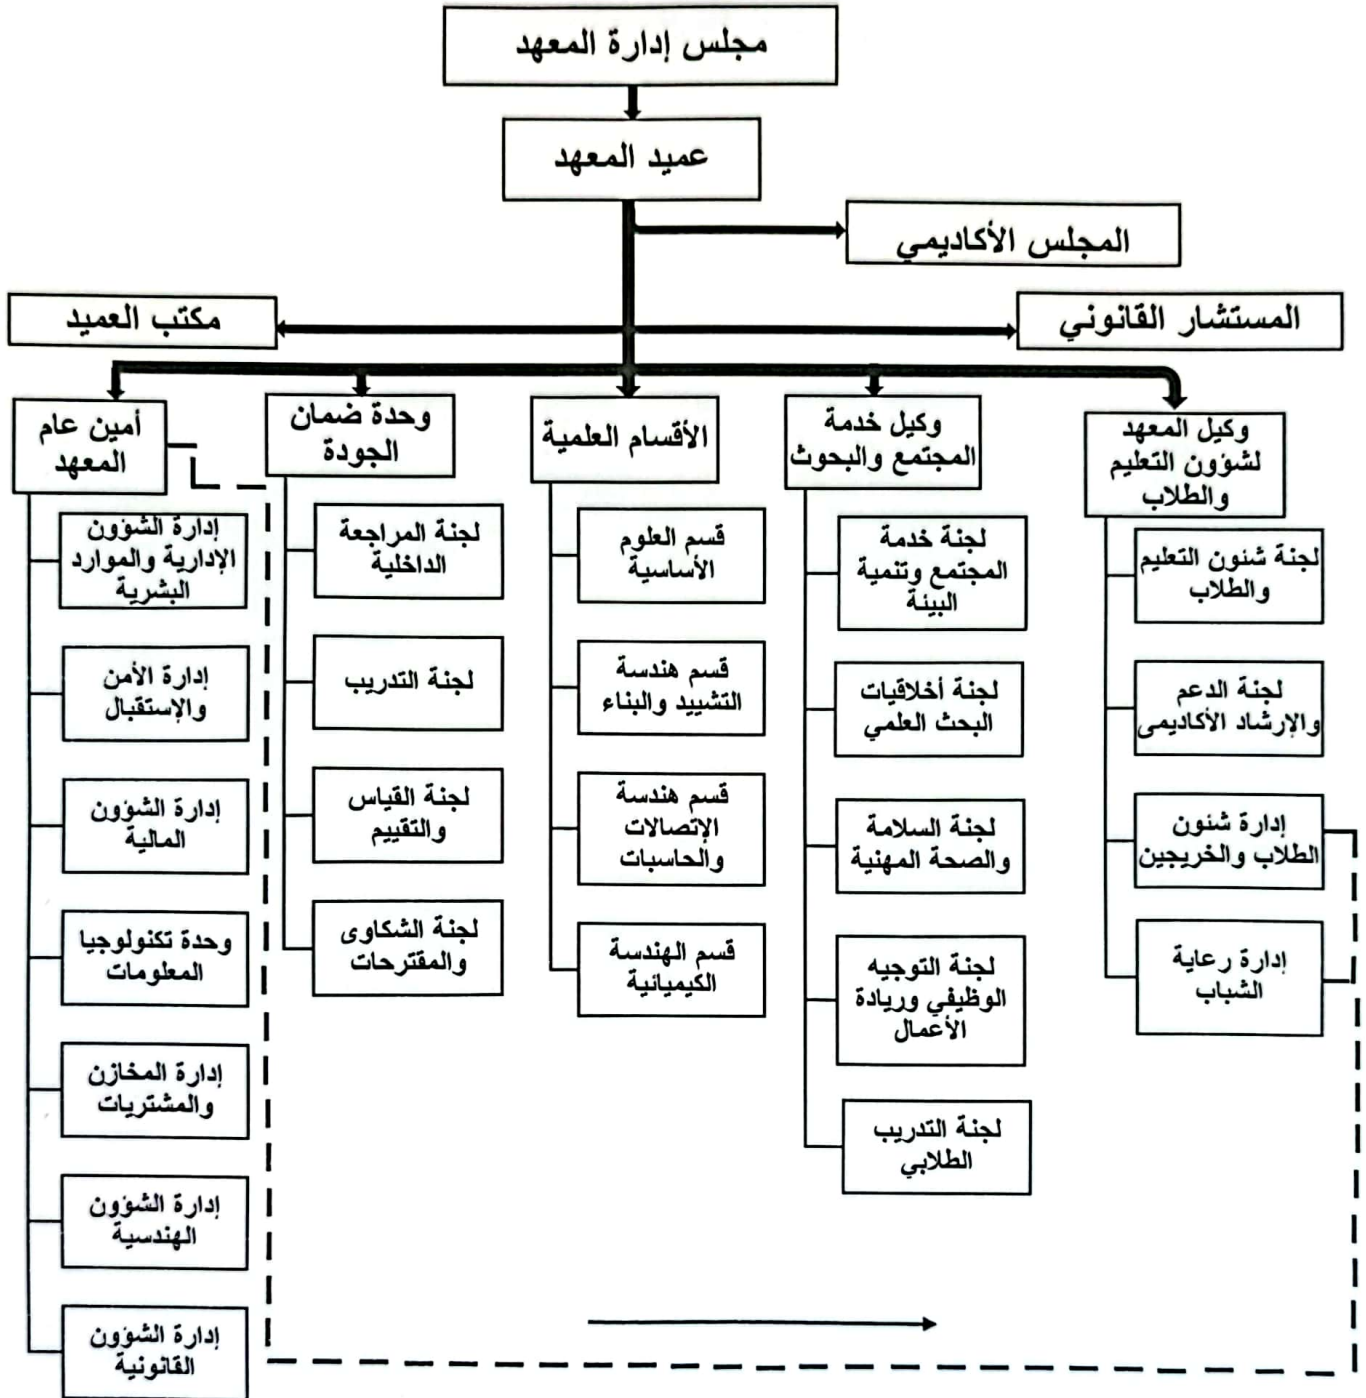 مجلس إدارة المعهد
عميد المعهد
المجلس الأكاديمي
المستشار القانوني
مكتب العميد
وكيل المعهد
لشؤون التعليم
والطلاب
لجنة شئون التعليم
والطلاب
لجنة الدعم
والإرشاد الأكاديمى
إدارة شئون
الطلاب والخريجين
إدارة رعاية
الشباب
وكيل خدمة
المجتمع والبحوث
لجنة خدمة
المجتمع وتنمية
البيئة
لجنة أخلاقيات
البحث العلمي
لجنة السلامة
والصحة المهنية
لجنة التوجيه
الوظيفي وريادة
الأعمال
لجنة التدريب
الطلابي
الأقسام العلمية
قسم العلوم
الأساسية
قسم هندسة
التشييد والبناء
قسم هندسة
الإتصالات
والحاسبات
قسم الهندسة
الكيميائية
وحدة ضمان
الجودة
لجنة المراجعة
الداخلية
لجنة التدريب
لجنة القياس
والتقييم
لجنة الشكاوى
والمقترحات
أمين عام
المعهد
إدارة الشؤون
الإدارية والموارد
البشرية
إدارة الأمن
والإستقبال
إدارة الشؤون
المالية
وحدة تكنولوجيا
المعلومات
إدارة المخازن
والمشتريات
إدارة الشؤون
الهندسية
إدارة الشؤون
القانونية